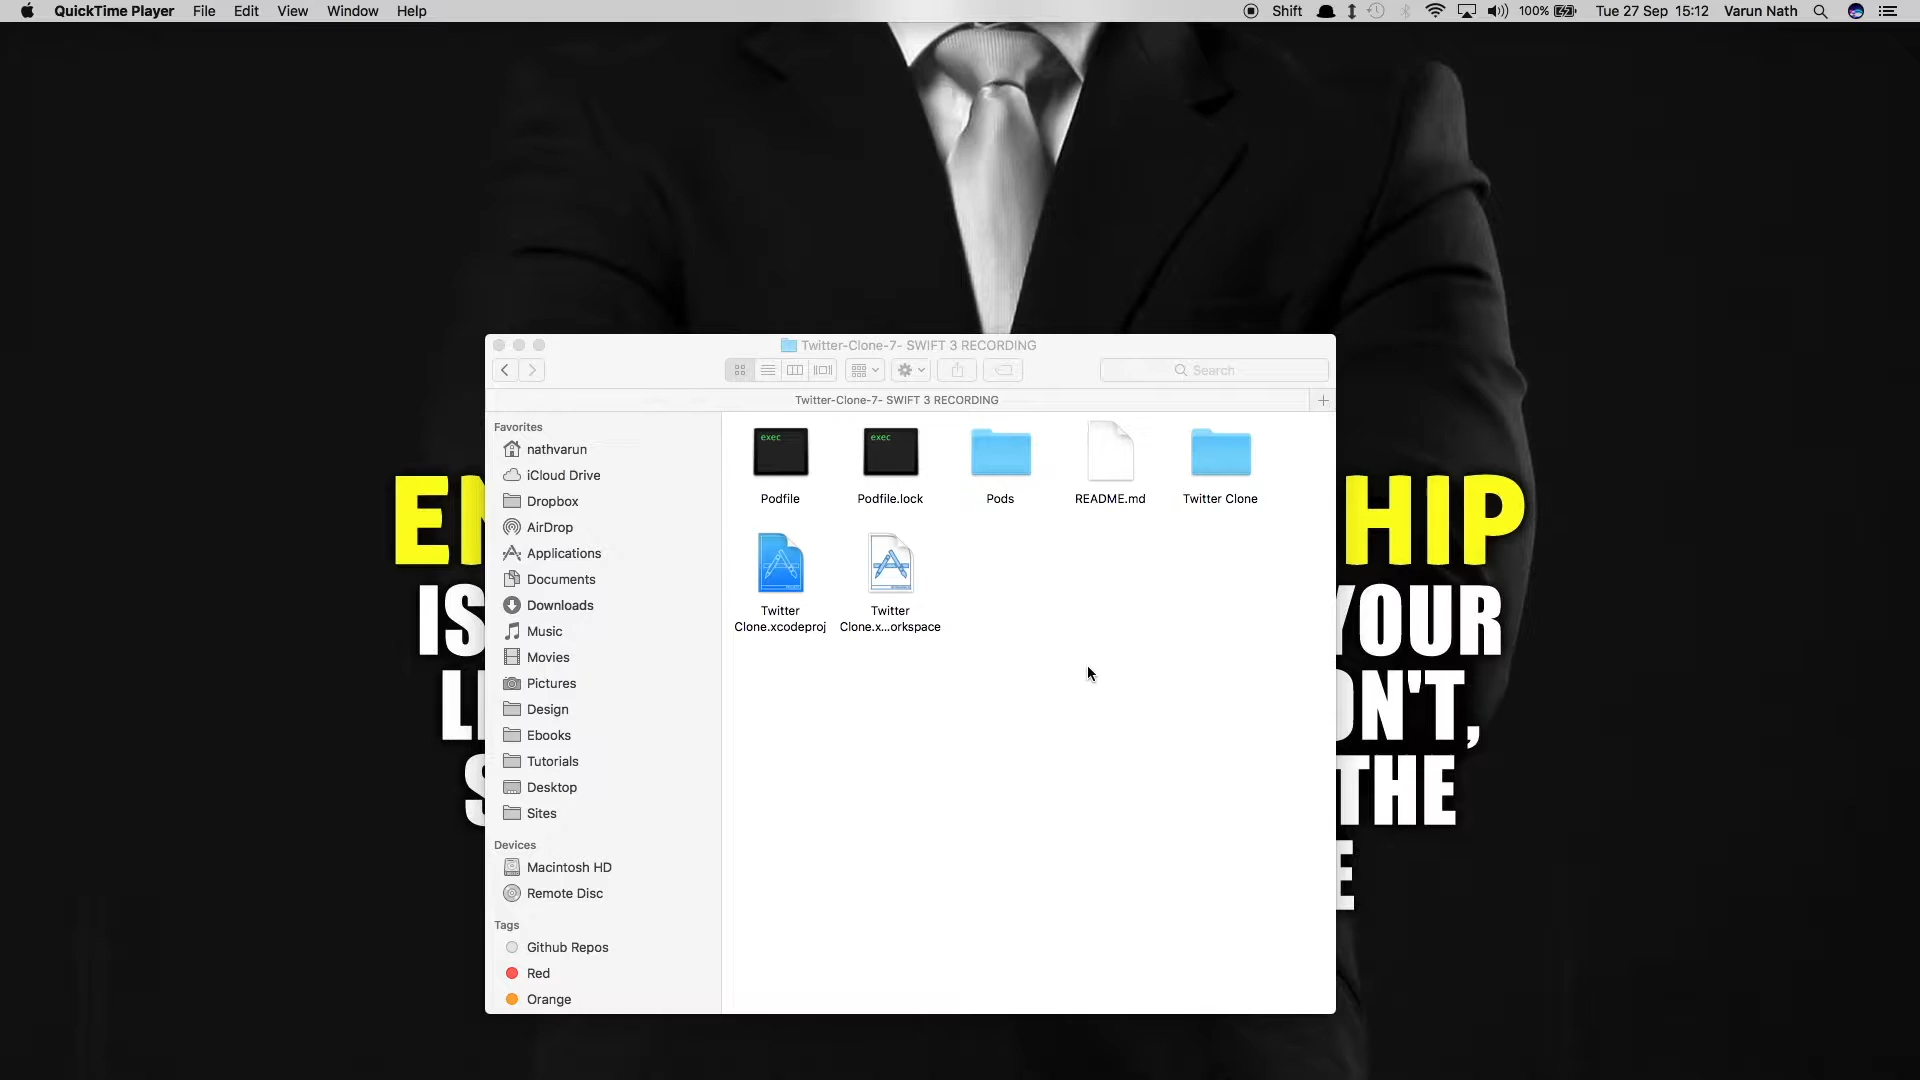 QuickTime Player File Edit View Window Help Shift 100% Tue 27 Sep 15:12 Varun Nath
Twitter-Clone-7- SWIFT 3 RECORDING
Search
Twitter-Clone-7- SWIFT 3 RECORDING
Favorites
nathvarun
iCloud Drive
Dropbox
AirDrop
Applications
Documents
Downloads
Music
Movies
Pictures
Design
Ebooks
Tutorials
Desktop
Sites
Devices
Macintosh HD
Remote Disc
Tags
Github Repos
Red
Orange
exec
exec
Podfile Podfile.lock Pods README.md Twitter Clone
Twitter
Clone.xcodeproj
Twitter
Clone.x...orkspace
HIP
IS YOUR
ON'T,
THE
E